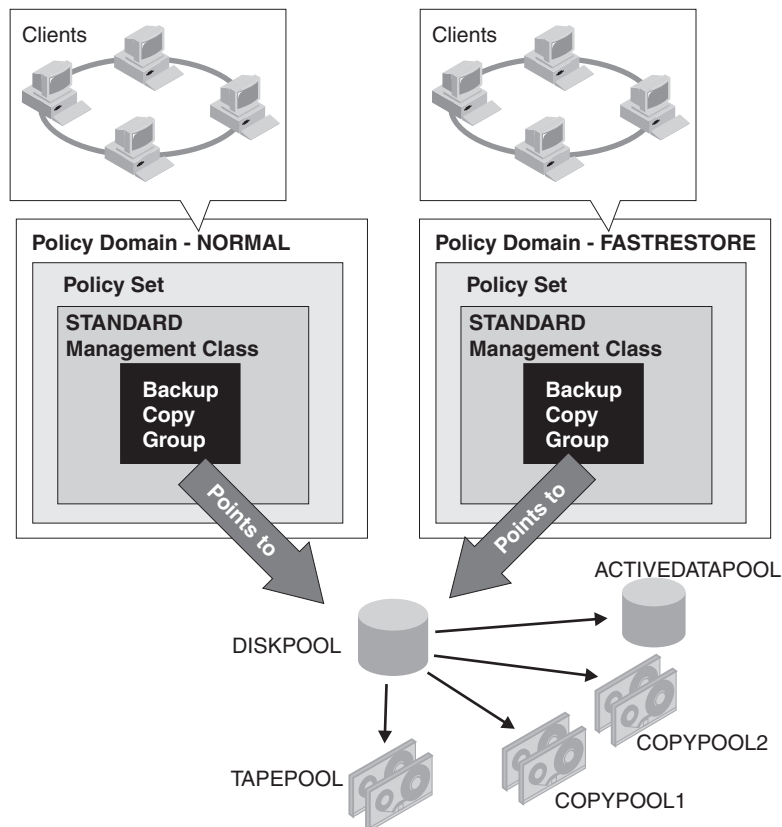 Clients
Clients
Policy Domain - NORMAL
Policy Set
STANDARD
Management Class
Backup
Copy
Group
Points to
Policy Domain - FASTRESTORE
Policy Set
STANDARD
Management Class
Backup
Copy
Group
Points to
ACTIVEDATAPOOL
DISKPOOL
COPYPOOL2
TAPEPOOL
COPYPOOL1